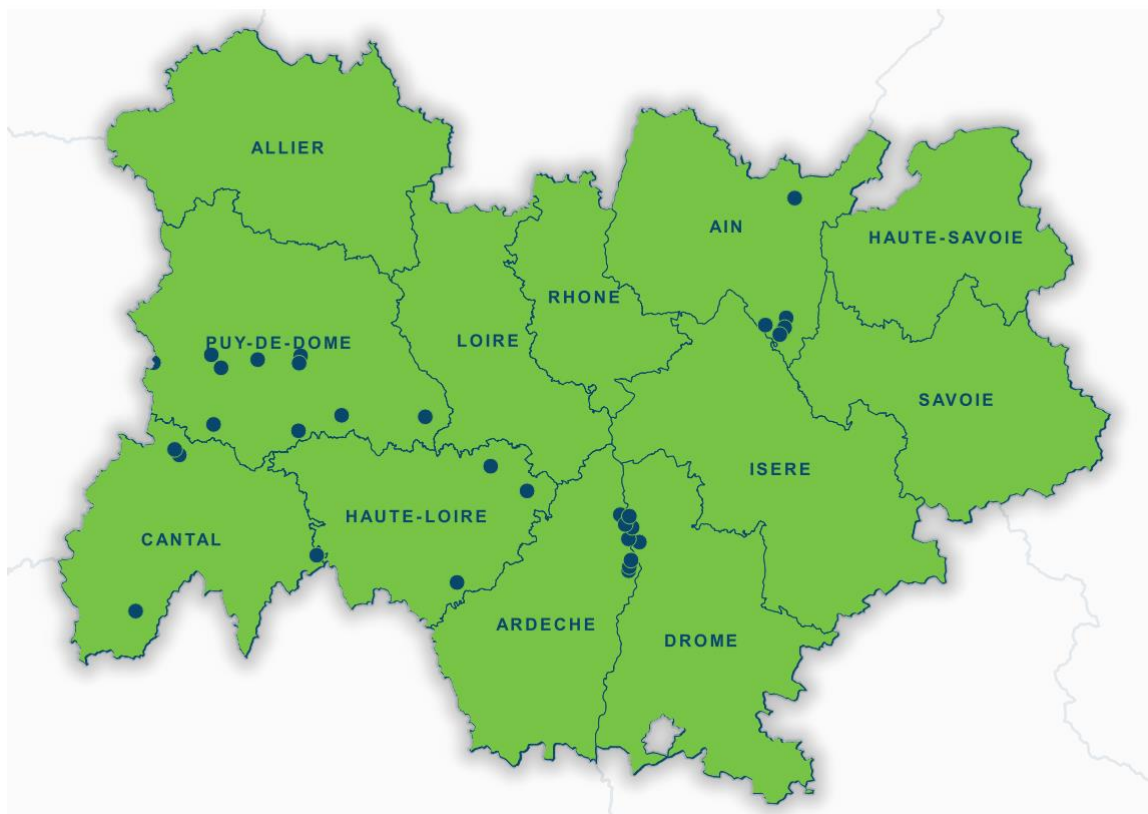 ALLIER
AIN
HAUTE-SAVOIE
RHONE
PUY-DE-DOME
LOIRE
SAVOIE
ISERE
HAUTE-LOIRE
CANTAL
ARDECHE
DROME